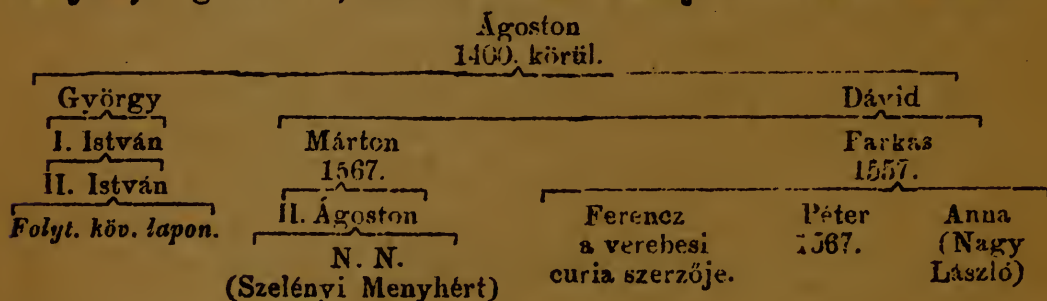 Ágoston
1400. körül.
György Dávid
I. István Márton Farkas
II. István 1567. 1557.
Folyt. köv. lapon. II. Ágoston Ferencz Péter Anna
N. N. a verebesi 1567. (Nagy
(Szelényi Menyhért) curia szerzője. László)